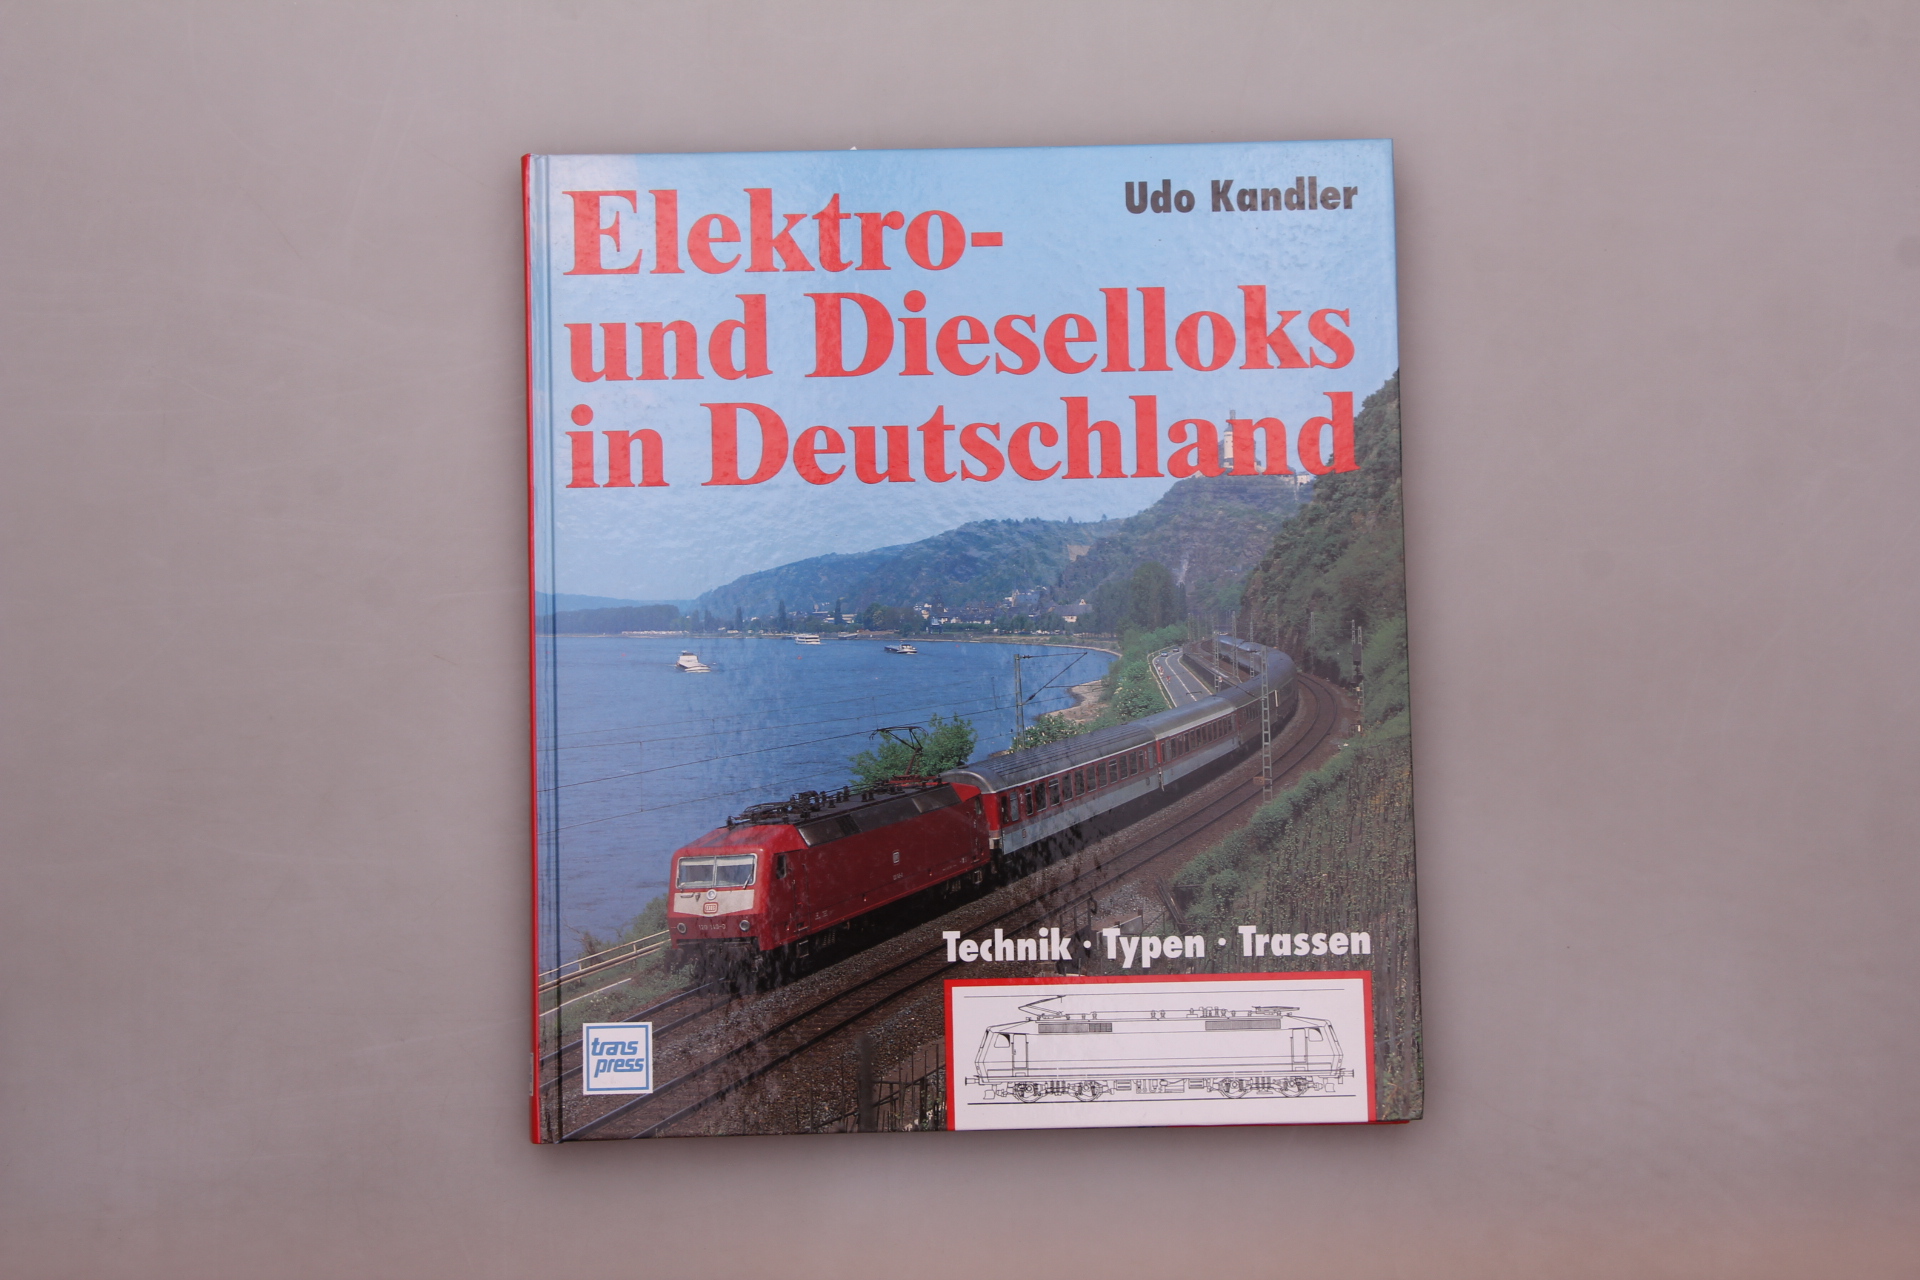 Udo Kandler
Elektro-
und Dieselloks
in Deutschland
Technik · Typen · Trassen
trans
press